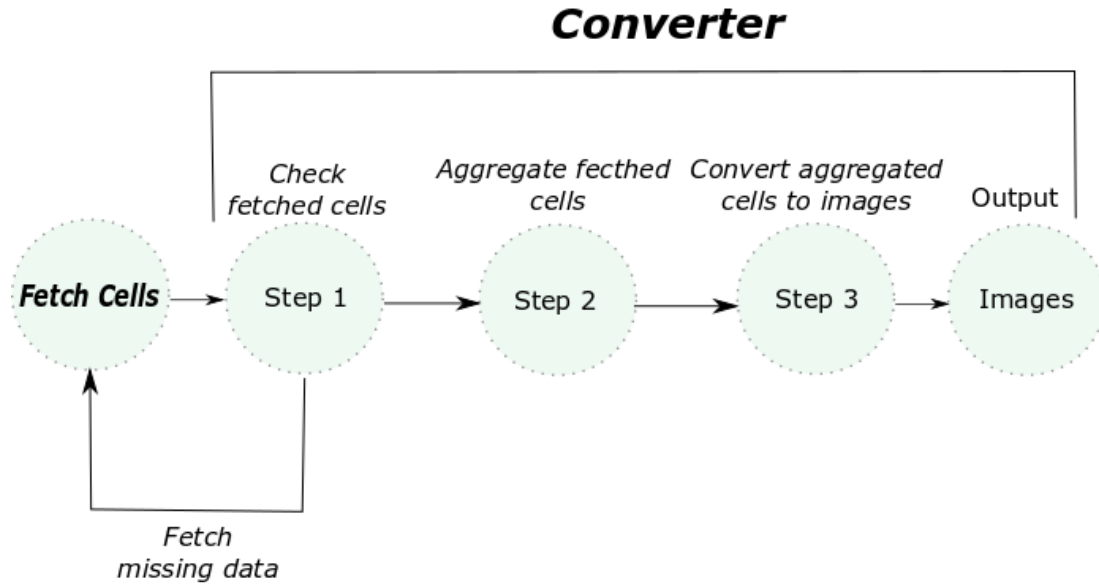 Converter
Check
fetched cells
Aggregate fecthed
cells
Convert aggregated
cells to images
Output
Fetch Cells
Step 1
Step 2
Step 3
Images
Fetch
missing data